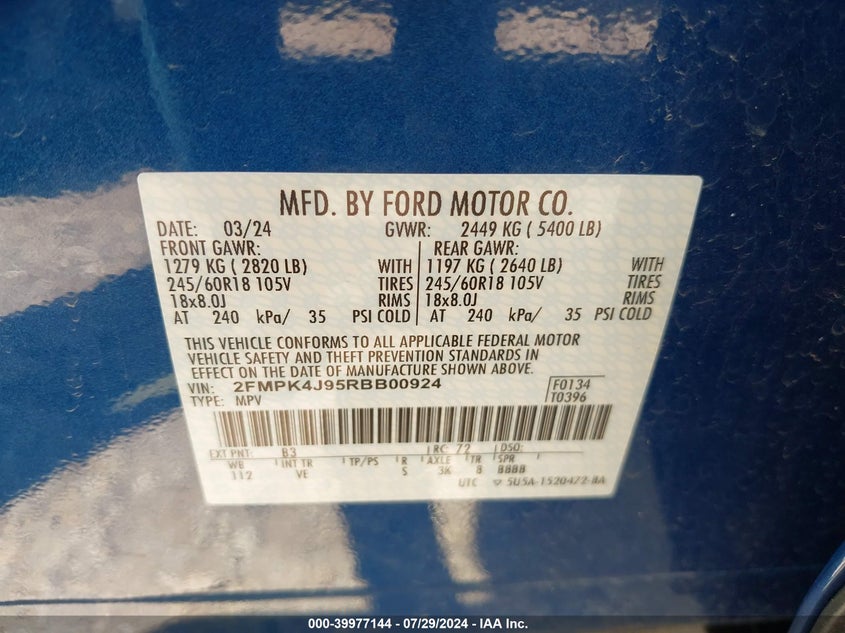 MFD. BY FORD MOTOR CO.
DATE: 03/24 GVWR: 2449 KG ( 5400 LB)
FRONT GAWR: REAR GAWR:
1279 KG ( 2820 LB) WITH 1197 KG ( 2640 LB) WITH
245/60R18 105V TIRES 245/60R18 105V TIRES
18x8.0J RIMS 18x8.0J RIMS
AT 240 kPa/ 35 PSI COLD AT 240 kPa/ 35 PSI COLD
THIS VEHICLE CONFORMS TO ALL APPLICABLE FEDERAL MOTOR
VEHICLE SAFETY AND THEFT PREVENTION STANDARDS IN
EFFECT ON THE DATE OF MANUFACTURE SHOWN ABOVE.
VIN: 2FMPK4J95RBB00924 F0134
TYPE: MPV T0396
EXT PNT: B3 RC: 72 DSO:
WB INT TR TP/PS R AXLE TR SPR
112 VE S 3K 8 BBBB
UTC 5U5A-1520472-BA
000-39977144 - 07/29/2024 - IAA Inc.